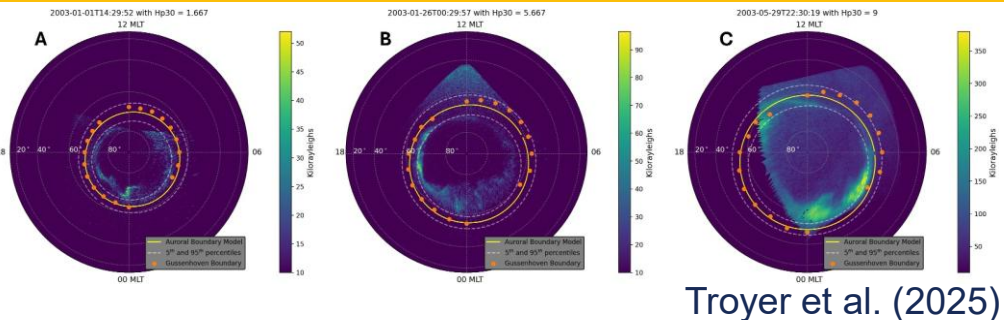 2003-01-01T14:29:52 with Hp30 = 1.667
12 MLT
A
8
20° 40° 60° 80°
06
00 MLT
Auroral Boundary Model
5th and 95th percentiles
Gussenhoven Boundary
50
45
40
35
30
25
20
15
10
Kilorayleighs
2003-01-26T00:29:57 with Hp30 = 5.667
12 MLT
B
18
20° 40° 60° 80°
06
00 MLT
Auroral Boundary Model
5th and 95th percentiles
Gussenhoven Boundary
90
80
70
60
50
40
30
20
10
Kilorayleighs
2003-05-29T22:30:19 with Hp30 = 9
12 MLT
C
18
20° 40° 60° 80°
06
00 MLT
Auroral Boundary Model
5th and 95th percentiles
Gussenhoven Boundary
350
300
250
200
150
100
50
Kilorayleighs
Troyer et al. (2025)